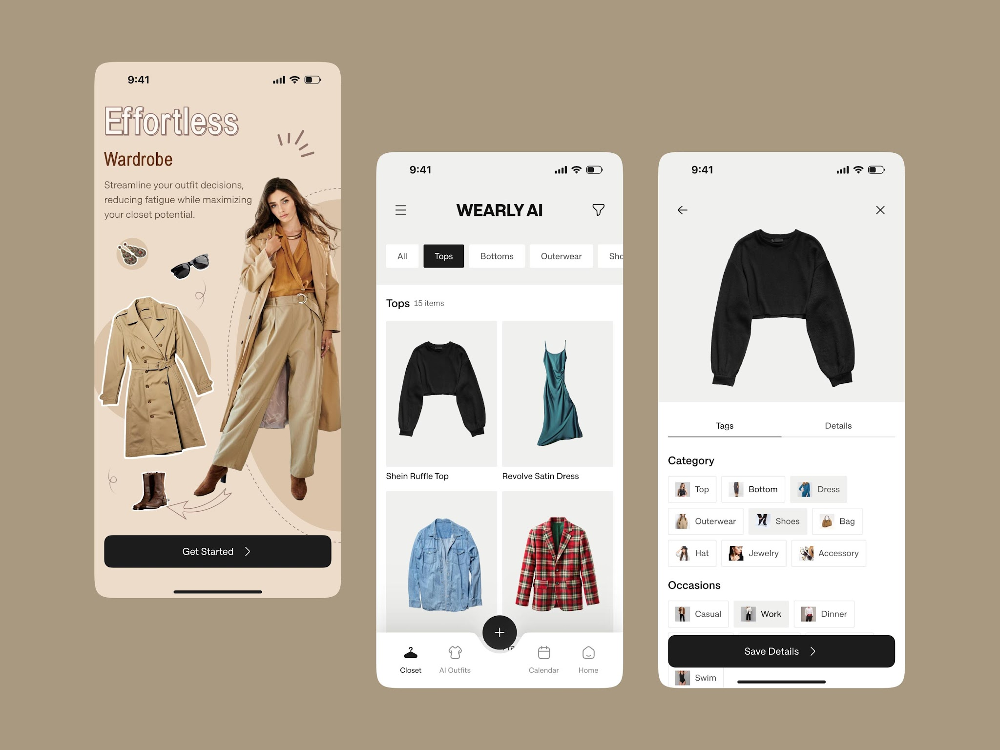 9:41
Effortless
Wardrobe
Streamline your outfit decisions,
reducing fatigue while maximizing
your closet potential.
Get Started
9:41
WEARLY AI
All
Tops
Bottoms
Outerwear
Sho
Tops 15 items
Shein Ruffle Top
Revolve Satin Dress
Closet
AI Outfits
Calendar
Home
9:41
Tags
Details
Category
Top
Bottom
Dress
Outerwear
Shoes
Bag
Hat
Jewelry
Accessory
Occasions
Casual
Work
Dinner
Save Details
Swim